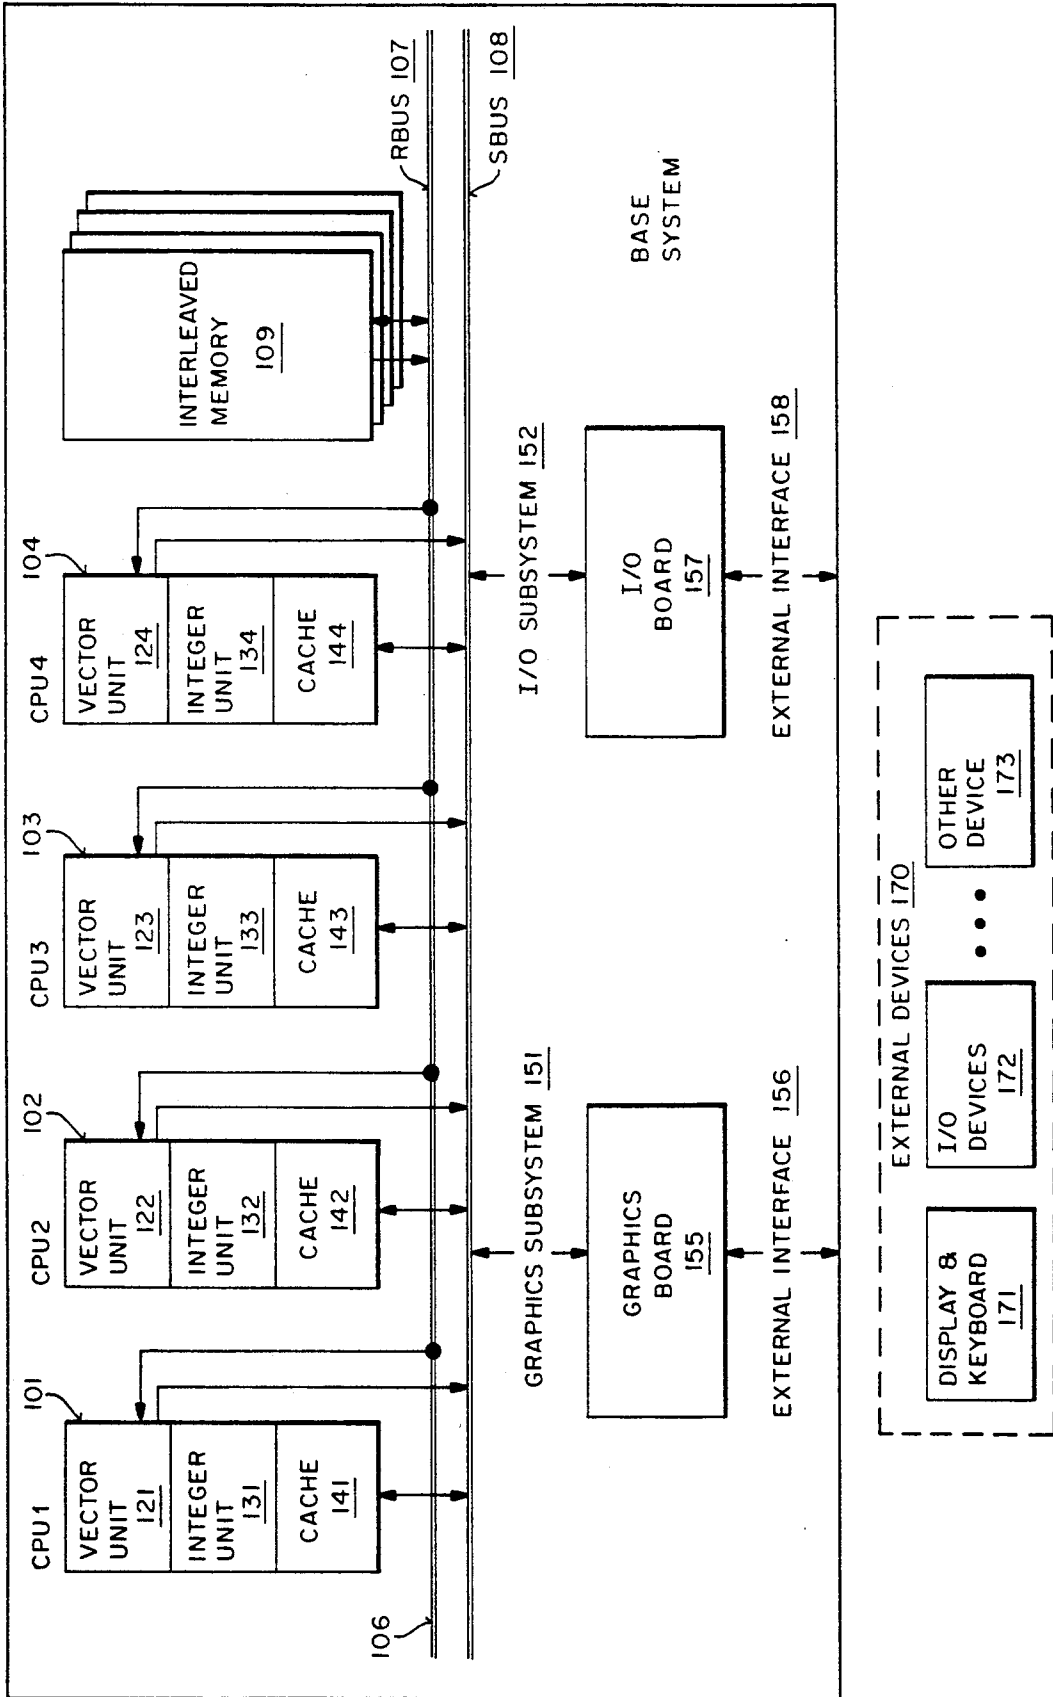 CPU1
101
VECTOR
UNIT
121
INTEGER
UNIT 131
CACHE
141
CPU2
102
VECTOR
UNIT
122
INTEGER
UNIT 132
CACHE
142
CPU3
103
VECTOR
UNIT
123
INTEGER
UNIT
133
CACHE
143
CPU4
104
VECTOR
UNIT
124
INTEGER
UNIT
134
CACHE
144
INTERLEAVED
MEMORY
109
106
RBUS 107
SBUS 108
GRAPHICS SUBSYSTEM 151
I/O SUBSYSTEM 152
BASE
SYSTEM
GRAPHICS
BOARD
155
I/O
BOARD
157
EXTERNAL INTERFACE 156
EXTERNAL INTERFACE 158
EXTERNAL DEVICES 170
DISPLAY &
KEYBOARD
171
I/O
DEVICES
172
OTHER
DEVICE
173